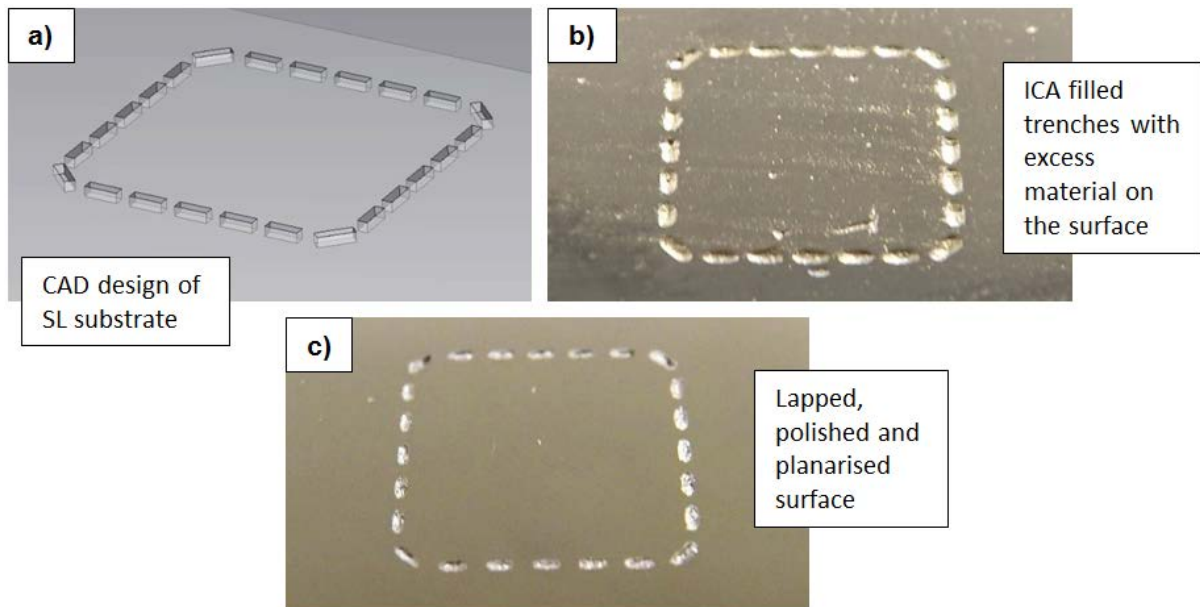 a)
CAD design of
SL substrate
b)
ICA filled
trenches with
excess
material on
the surface
c)
Lapped,
polished and
planarised
surface